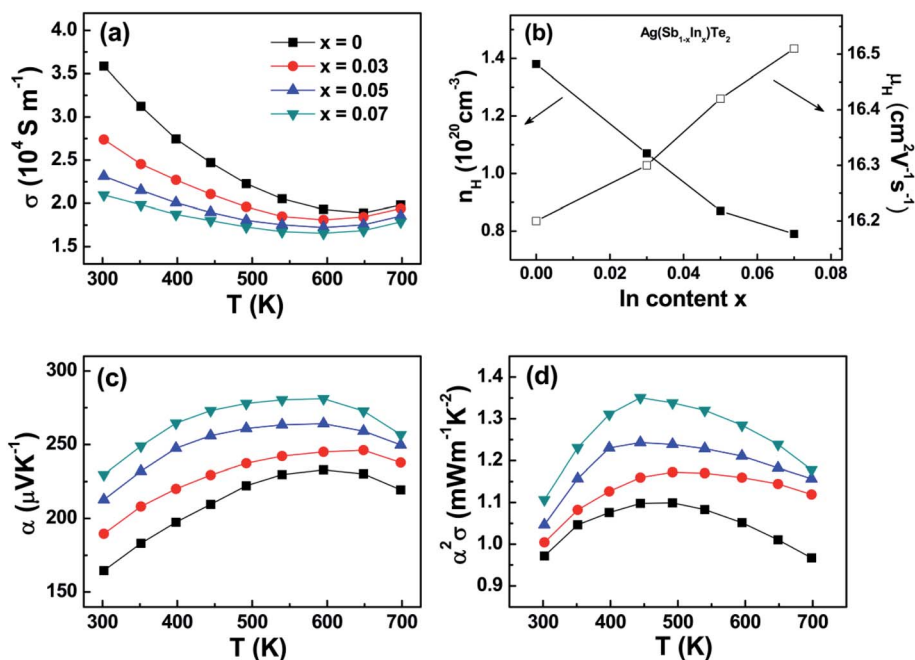 (a)
x = 0
x = 0.03
x = 0.05
x = 0.07
4.0
3.5
3.0
2.5
2.0
1.5
σ (10⁴ S m⁻¹)
300 400 500 600 700
T (K)
(b)
Ag(Sb₁₋ₓInₓ)Te₂
1.4
1.2
1.0
0.8
n_H (10²⁰cm⁻³)
16.5
16.4
16.3
16.2
μ_H (cm²V⁻¹s⁻¹)
0.00 0.02 0.04 0.06 0.08
In content x
(c)
300
250
200
150
α (μVK⁻¹)
300 400 500 600 700
T (K)
(d)
1.4
1.3
1.2
1.1
1.0
0.9
α² σ (mWm⁻¹K⁻²)
300 400 500 600 700
T (K)